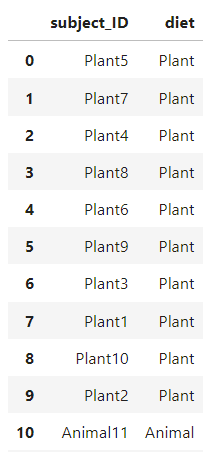 subject_ID diet
0 Plant5 Plant
1 Plant7 Plant
2 Plant4 Plant
3 Plant8 Plant
4 Plant6 Plant
5 Plant9 Plant
6 Plant3 Plant
7 Plant1 Plant
8 Plant10 Plant
9 Plant2 Plant
10 Animal11 Animal